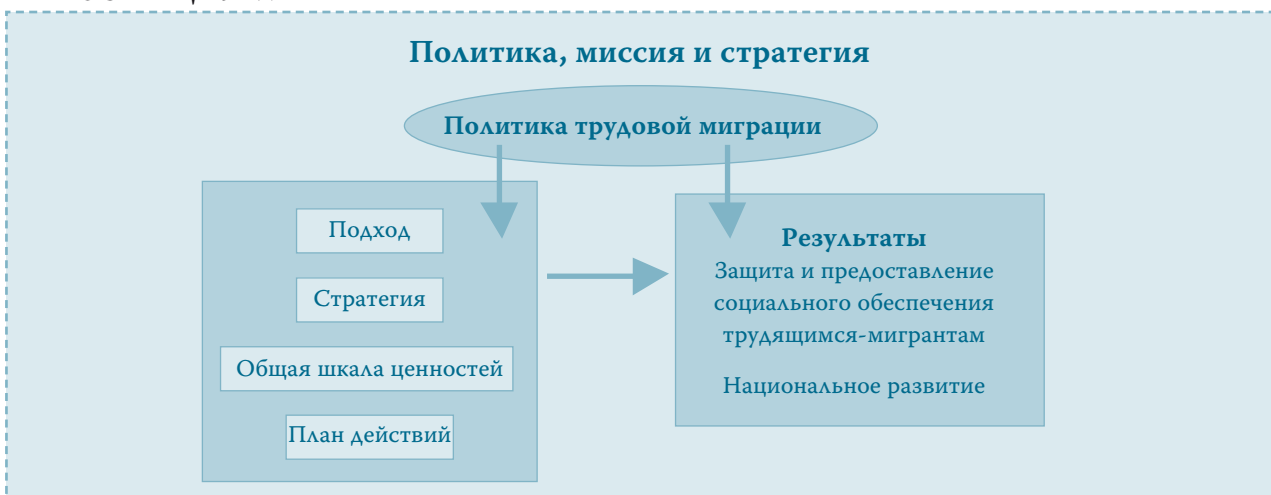 Политика, миссия и стратегия
Политика трудовой миграции
Подход
Стратегия
Общая шкала ценностей
План действий
Результаты
Защита и предоставление
социального обеспечения
трудящимся-мигрантам
Национальное развитие